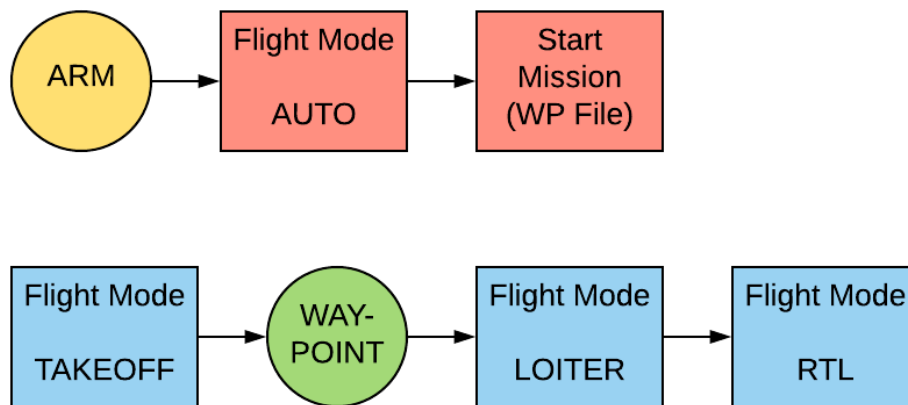 ARM
Flight Mode
AUTO
Start
Mission
(WP File)
Flight Mode
TAKEOFF
WAY-
POINT
Flight Mode
LOITER
Flight Mode
RTL